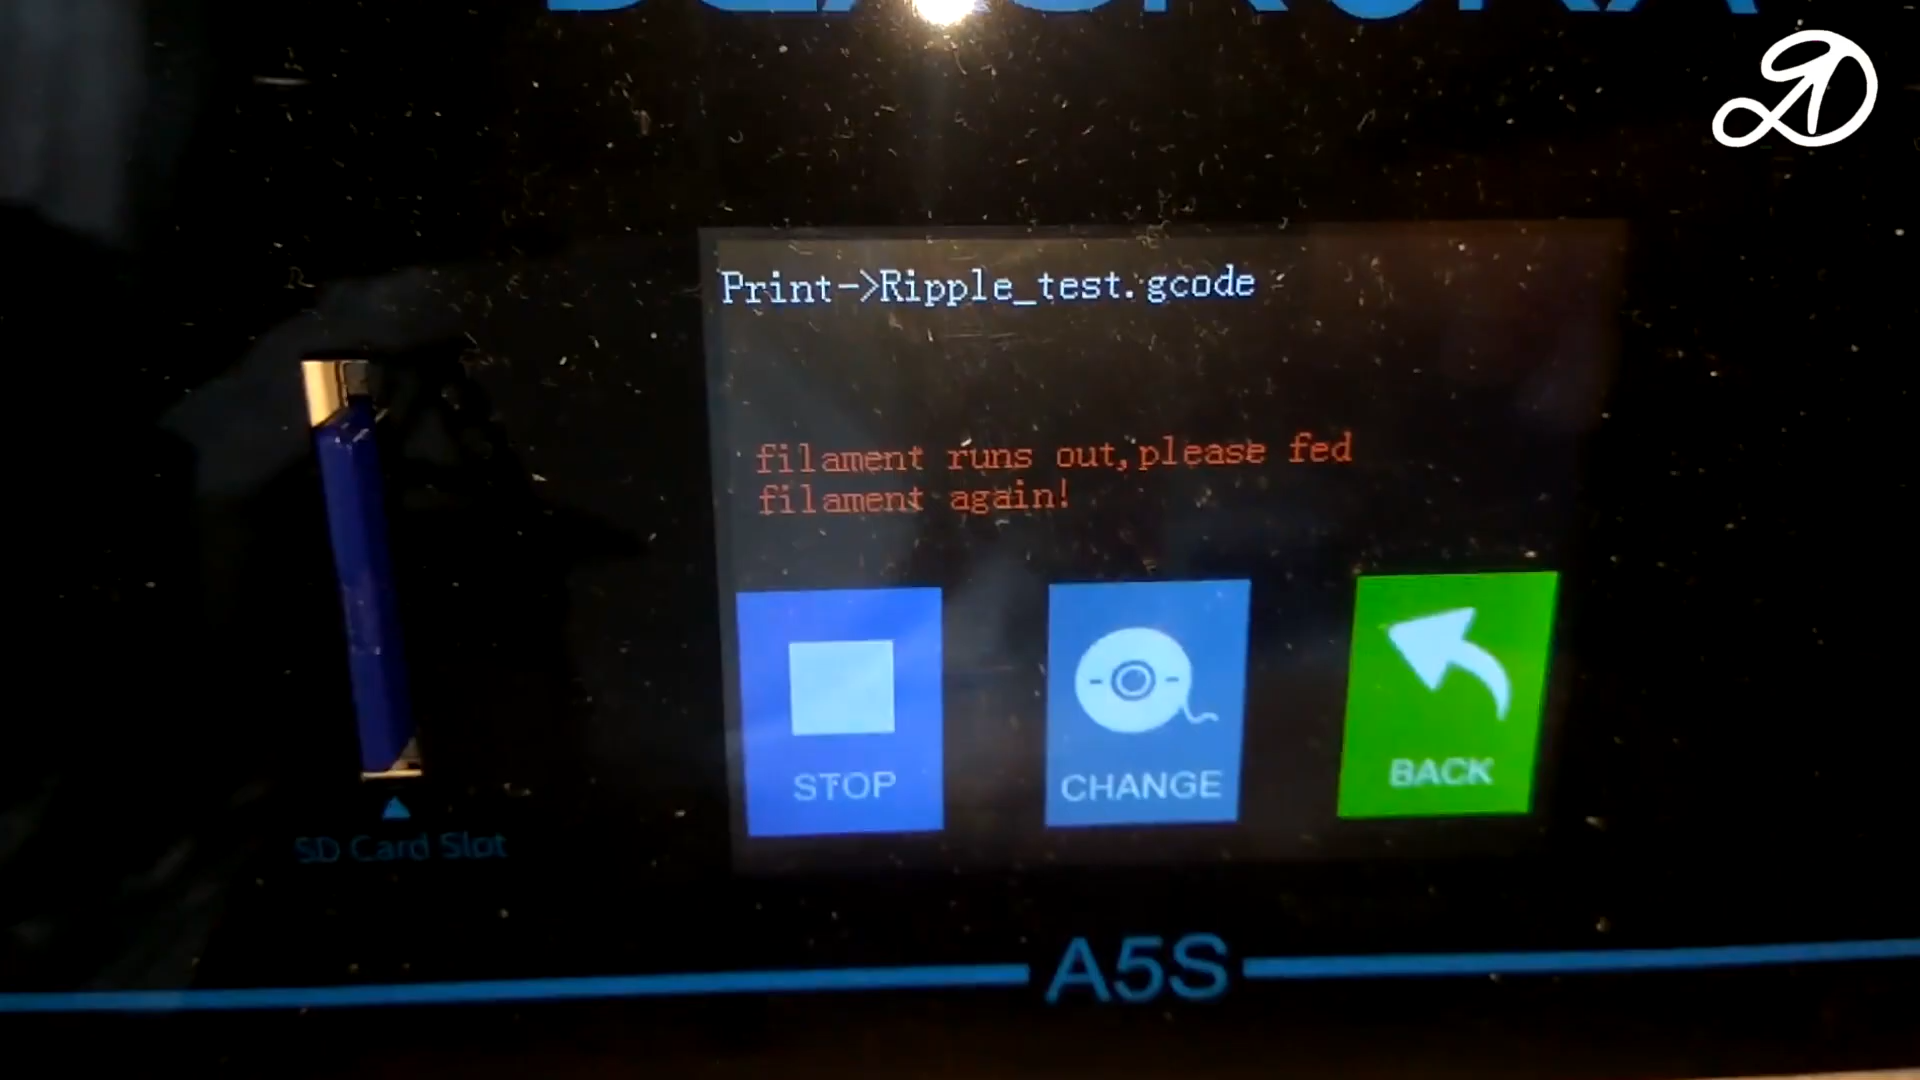 Print->Ripple_test.gcode
filament runs out,please fed
filament again!
STOP
CHANGE
BACK
SD Card Slot
A5S